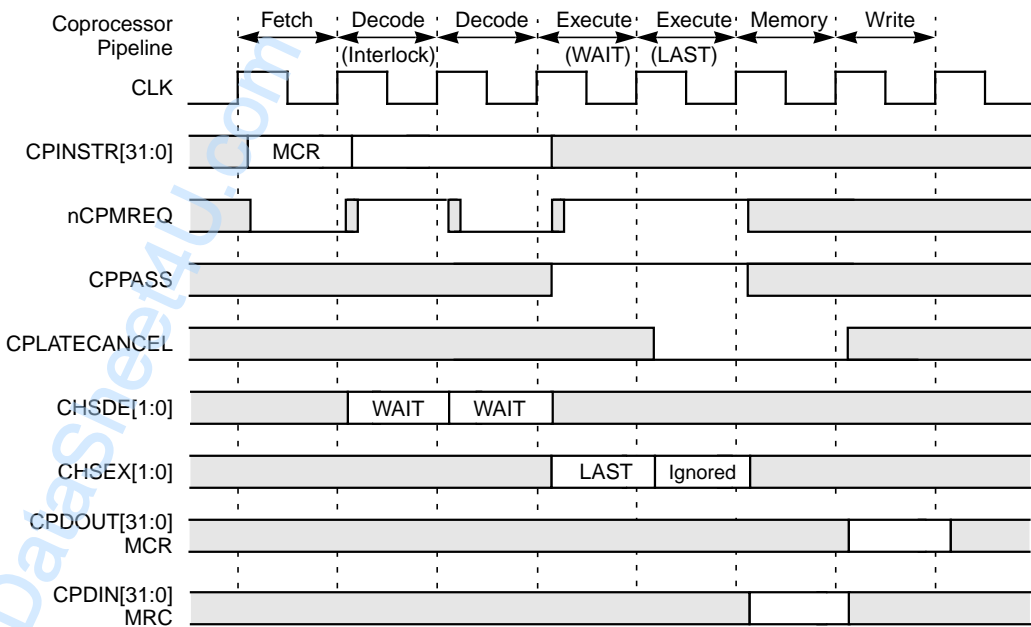 Coprocessor
Pipeline
Fetch
Decode
(Interlock)
Decode
Execute
(WAIT)
Execute
(LAST)
Memory
Write
CLK
CPINSTR[31:0]
MCR
nCPMREQ
CPPASS
CPLATECANCEL
CHSDE[1:0]
WAIT
WAIT
CHSEX[1:0]
LAST
Ignored
CPDOUT[31:0]
MCR
CPDIN[31:0]
MRC
DataSheet4U.com